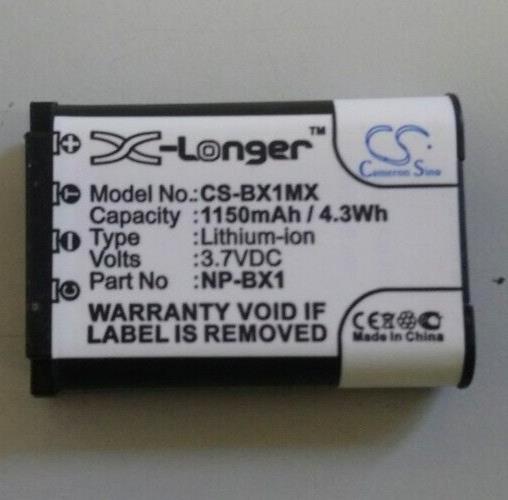 X-Longer™
CS
Cameron Sino
Model No.:CS-BX1MX
Capacity :1150mAh / 4.3Wh
Type :Lithium-ion
Volts :3.7VDC
Part No :NP-BX1
WARRANTY VOID IF
LABEL IS REMOVED
CE
Made In China